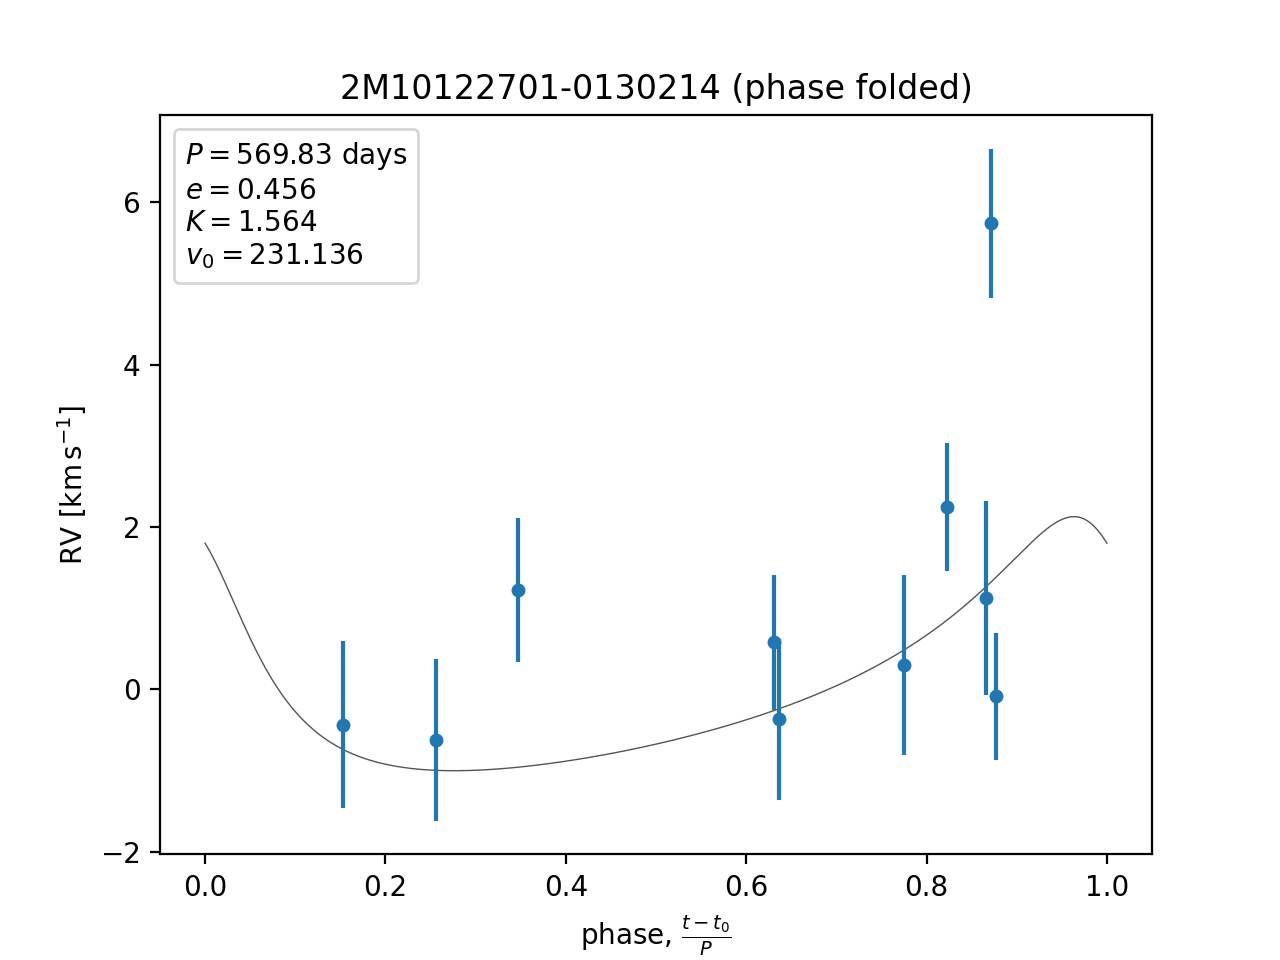 2M10122701-0130214 (phase folded)
P = 569.83 days
e = 0.456
K = 1.564
v₀ = 231.136
RV [km s⁻¹]
6
4
2
0
−2
0.0 0.2 0.4 0.6 0.8 1.0
phase, (t − t₀)/P